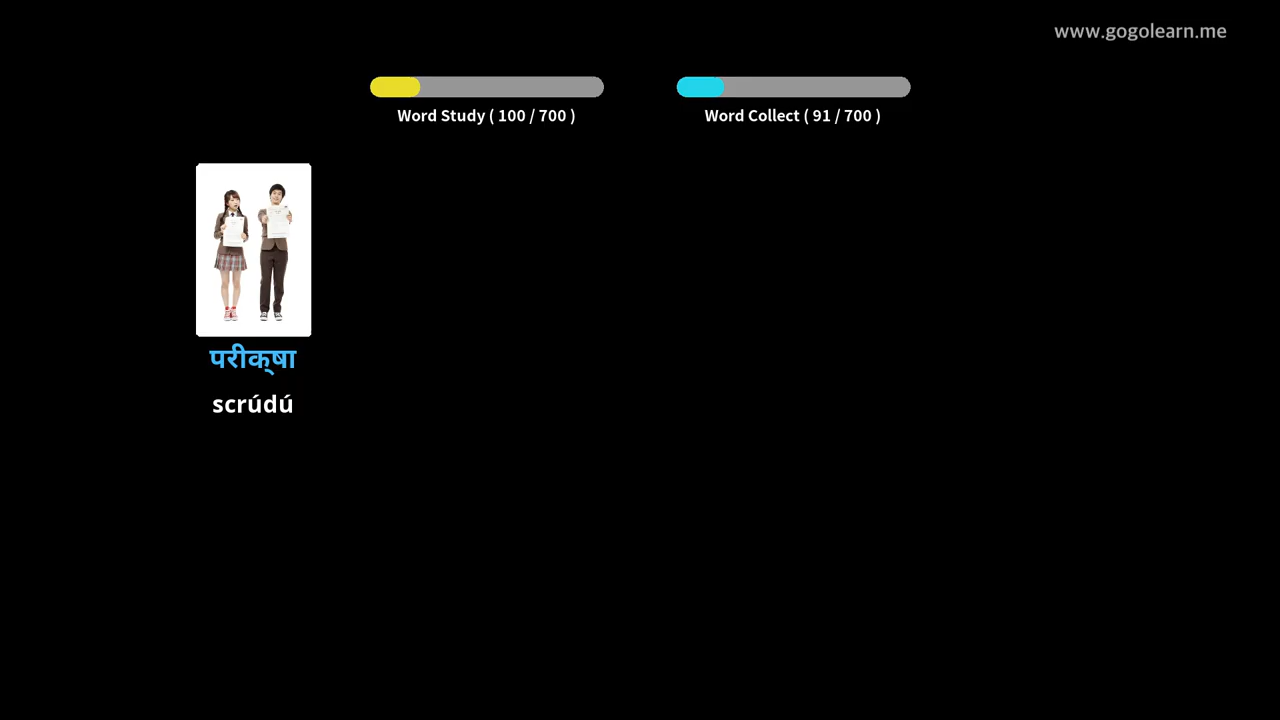 www.gogolearn.me
Word Study ( 100 / 700 )
Word Collect ( 91 / 700 )
परीक्षा
scrúdú